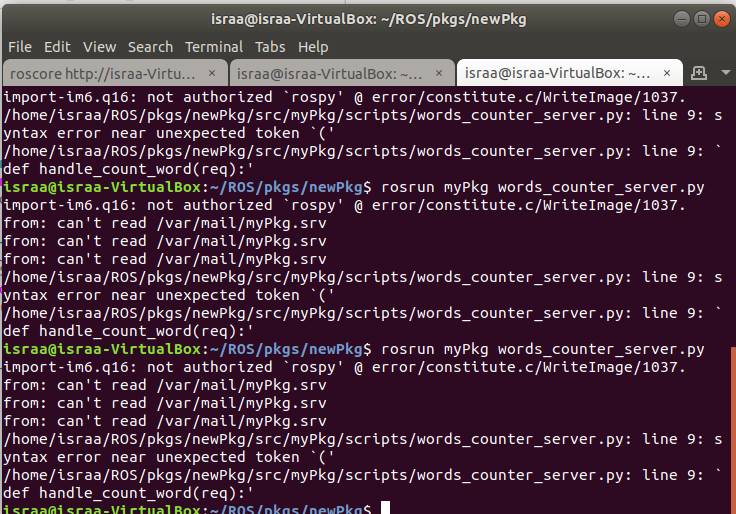 israa@israa-VirtualBox: ~/ROS/pkgs/newPkg
File Edit View Search Terminal Tabs Help
roscore http://israa-Virtu... × israa@israa-VirtualBox: ~... × israa@israa-VirtualBox: ~... ×
import-im6.q16: not authorized `rospy' @ error/constitute.c/WriteImage/1037.
/home/israa/ROS/pkgs/newPkg/src/myPkg/scripts/words_counter_server.py: line 9: s
yntax error near unexpected token `('
/home/israa/ROS/pkgs/newPkg/src/myPkg/scripts/words_counter_server.py: line 9: `
def handle_count_word(req):'
israa@israa-VirtualBox:~/ROS/pkgs/newPkg$ rosrun myPkg words_counter_server.py
import-im6.q16: not authorized `rospy' @ error/constitute.c/WriteImage/1037.
from: can't read /var/mail/myPkg.srv
from: can't read /var/mail/myPkg.srv
from: can't read /var/mail/myPkg.srv
/home/israa/ROS/pkgs/newPkg/src/myPkg/scripts/words_counter_server.py: line 9: s
yntax error near unexpected token `('
/home/israa/ROS/pkgs/newPkg/src/myPkg/scripts/words_counter_server.py: line 9: `
def handle_count_word(req):'
israa@israa-VirtualBox:~/ROS/pkgs/newPkg$ rosrun myPkg words_counter_server.py
import-im6.q16: not authorized `rospy' @ error/constitute.c/WriteImage/1037.
from: can't read /var/mail/myPkg.srv
from: can't read /var/mail/myPkg.srv
from: can't read /var/mail/myPkg.srv
/home/israa/ROS/pkgs/newPkg/src/myPkg/scripts/words_counter_server.py: line 9: s
yntax error near unexpected token `('
/home/israa/ROS/pkgs/newPkg/src/myPkg/scripts/words_counter_server.py: line 9: `
def handle_count_word(req):'
israa@israa-VirtualBox:~/ROS/pkgs/newPkg$